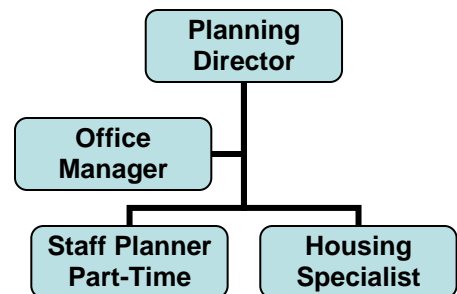 Planning
Director
Office
Manager
Staff Planner
Part-Time
Housing
Specialist